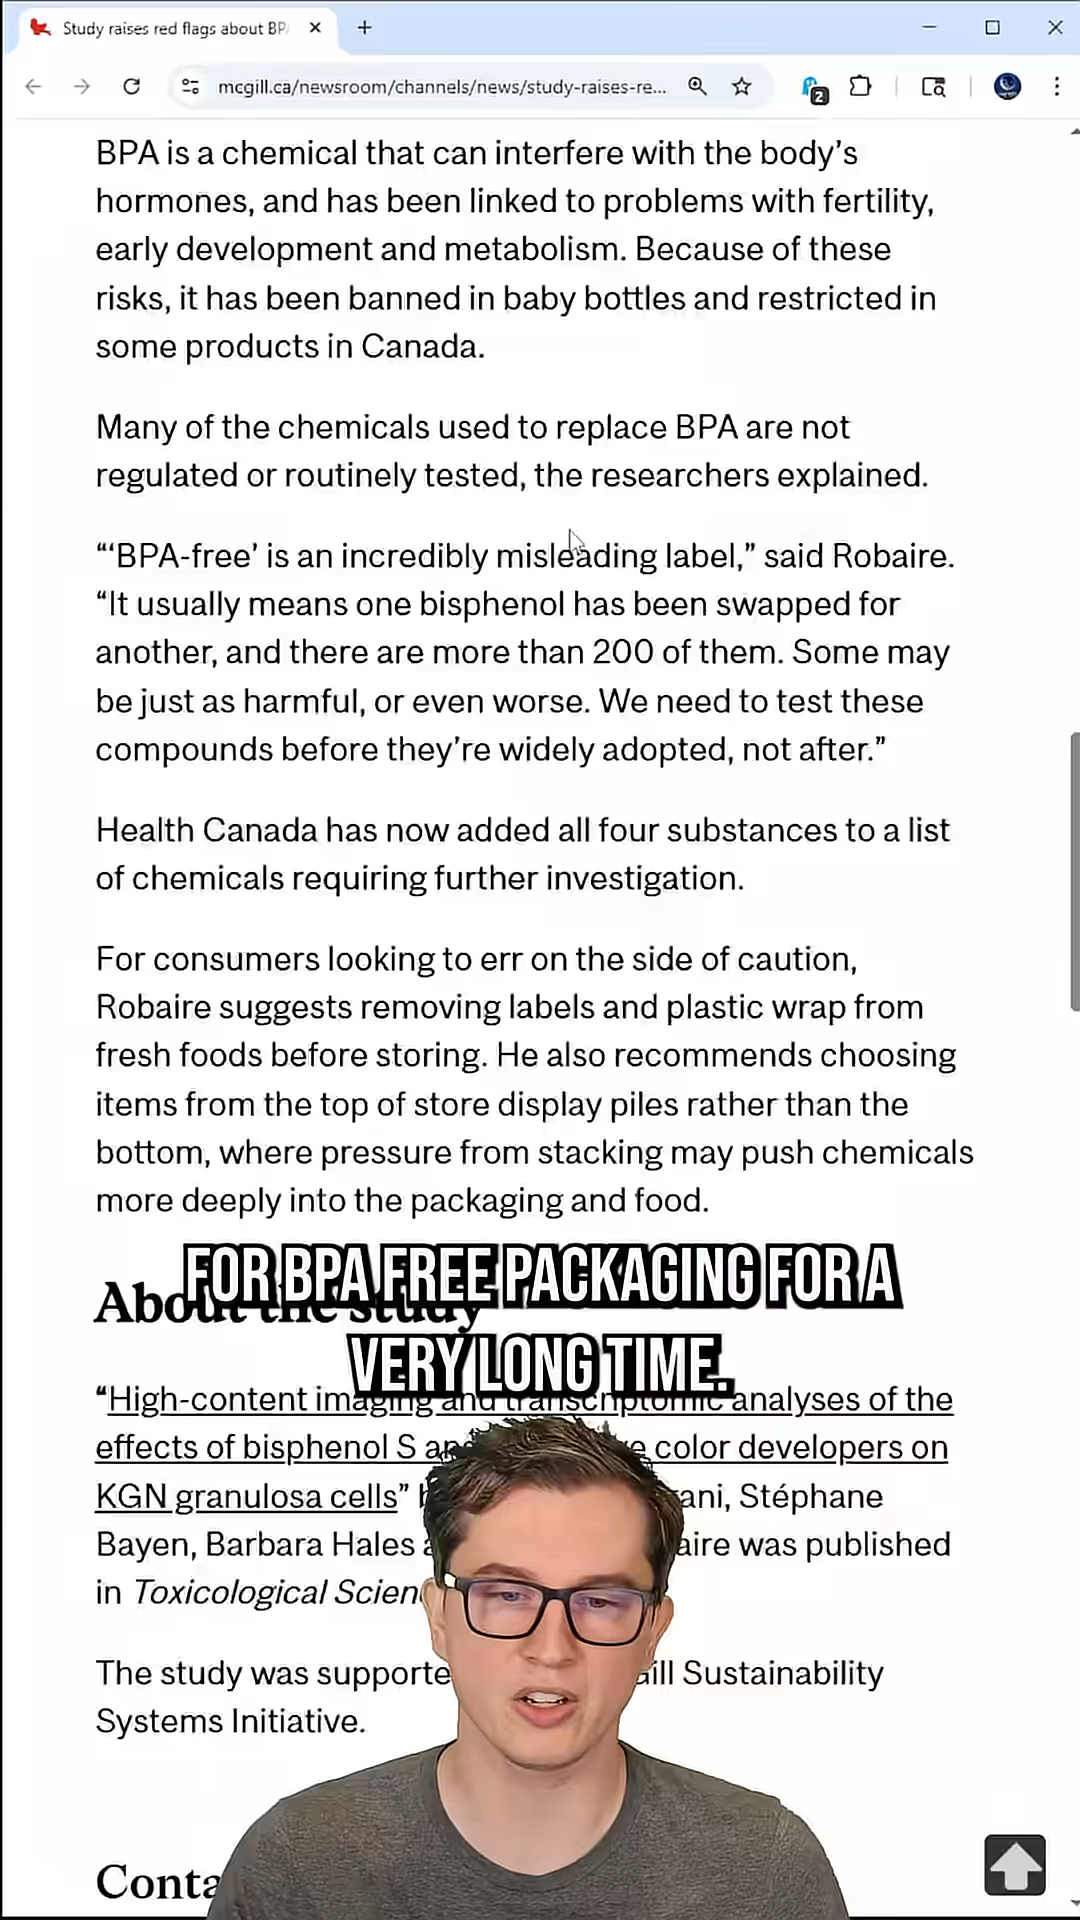 Study raises red flags about BPA
mcgill.ca/newsroom/channels/news/study-raises-re...
2
BPA is a chemical that can interfere with the body's
hormones, and has been linked to problems with fertility,
early development and metabolism. Because of these
risks, it has been banned in baby bottles and restricted in
some products in Canada.
Many of the chemicals used to replace BPA are not
regulated or routinely tested, the researchers explained.
“‘BPA-free’ is an incredibly misleading label,” said Robaire.
“It usually means one bisphenol has been swapped for
another, and there are more than 200 of them. Some may
be just as harmful, or even worse. We need to test these
compounds before they’re widely adopted, not after.”
Health Canada has now added all four substances to a list
of chemicals requiring further investigation.
For consumers looking to err on the side of caution,
Robaire suggests removing labels and plastic wrap from
fresh foods before storing. He also recommends choosing
items from the top of store display piles rather than the
bottom, where pressure from stacking may push chemicals
more deeply into the packaging and food.
FOR BPA FREE PACKAGING FOR A
About the study
VERY LONG TIME.
“High-content imaging and transcriptomic analyses of the
effects of bisphenol S color developers on
KGN granulosa cells” Stéphane
Bayen, Barbara Hales was published
in Toxicological
The study was Sustainability
Systems Initiative.